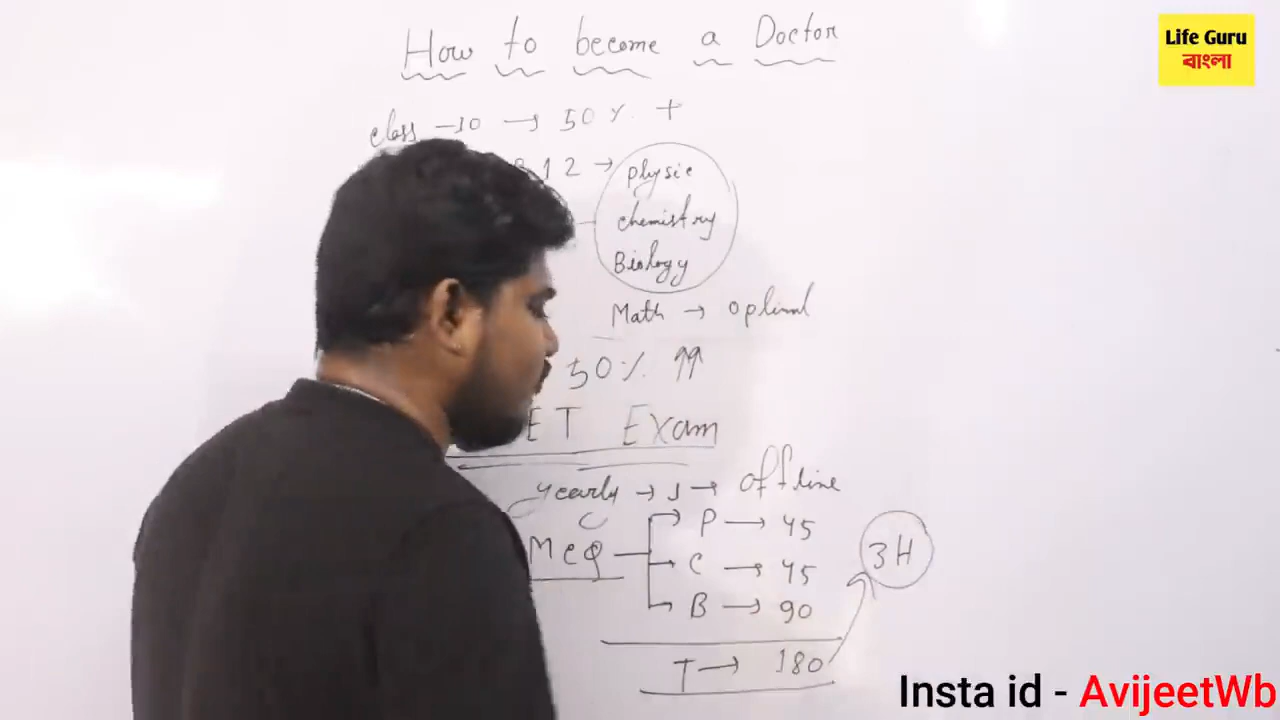 How to become a Doctor
Life Guru
বাংলা
class - 10 → 50% +
12 → physic
chemistry
Biology
Math → optinal
50% ⇈
ET Exam
yearly → 1 → offline
MCQ
P → 45
C → 45
B → 90
3H
T → 180
Insta id - AvijeetWb